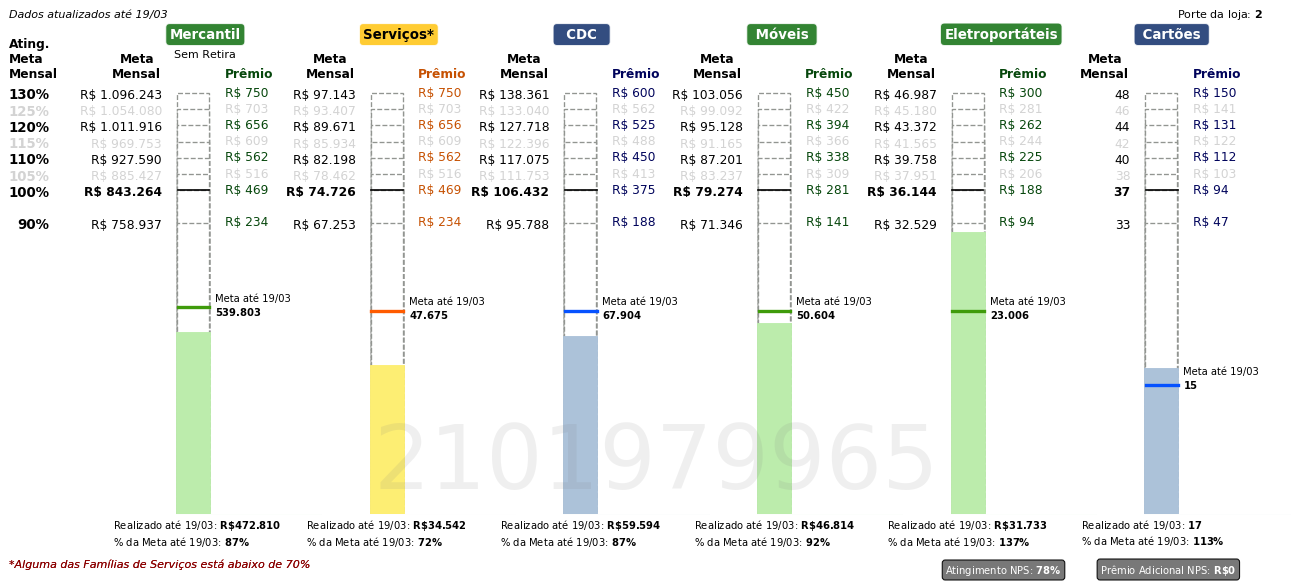 Dados atualizados até 19/03
Porte da loja: 2
Mercantil Serviços* CDC Móveis Eletroportáteis Cartões
Sem Retira
Ating. Meta Mensal
Meta Mensal Prêmio Meta Mensal Prêmio Meta Mensal Prêmio Meta Mensal Prêmio Meta Mensal Prêmio Meta Mensal Prêmio
130% R$ 1.096.243 R$ 750 R$ 97.143 R$ 750 R$ 138.361 R$ 600 R$ 103.056 R$ 450 R$ 46.987 R$ 300 48 R$ 150
125% R$ 1.054.080 R$ 703 R$ 93.407 R$ 703 R$ 133.040 R$ 562 R$ 99.092 R$ 422 R$ 45.180 R$ 281 46 R$ 141
120% R$ 1.011.916 R$ 656 R$ 89.671 R$ 656 R$ 127.718 R$ 525 R$ 95.128 R$ 394 R$ 43.372 R$ 262 44 R$ 131
115% R$ 969.753 R$ 609 R$ 85.934 R$ 609 R$ 122.396 R$ 488 R$ 91.165 R$ 366 R$ 41.565 R$ 244 42 R$ 122
110% R$ 927.590 R$ 562 R$ 82.198 R$ 562 R$ 117.075 R$ 450 R$ 87.201 R$ 338 R$ 39.758 R$ 225 40 R$ 112
105% R$ 885.427 R$ 516 R$ 78.462 R$ 516 R$ 111.753 R$ 413 R$ 83.237 R$ 309 R$ 37.951 R$ 206 38 R$ 103
100% R$ 843.264 R$ 469 R$ 74.726 R$ 469 R$ 106.432 R$ 375 R$ 79.274 R$ 281 R$ 36.144 R$ 188 37 R$ 94
90% R$ 758.937 R$ 234 R$ 67.253 R$ 234 R$ 95.788 R$ 188 R$ 71.346 R$ 141 R$ 32.529 R$ 94 33 R$ 47
Meta até 19/03 Meta até 19/03 Meta até 19/03 Meta até 19/03 Meta até 19/03
539.803 47.675 67.904 50.604 23.006
Meta até 19/03
15
2101979965
Realizado até 19/03: R$472.810 Realizado até 19/03: R$34.542 Realizado até 19/03: R$59.594 Realizado até 19/03: R$46.814 Realizado até 19/03: R$31.733 Realizado até 19/03: 17
% da Meta até 19/03: 87% % da Meta até 19/03: 72% % da Meta até 19/03: 87% % da Meta até 19/03: 92% % da Meta até 19/03: 137% % da Meta até 19/03: 113%
*Alguma das Famílias de Serviços está abaixo de 70%
Atingimento NPS: 78% Prêmio Adicional NPS: R$0